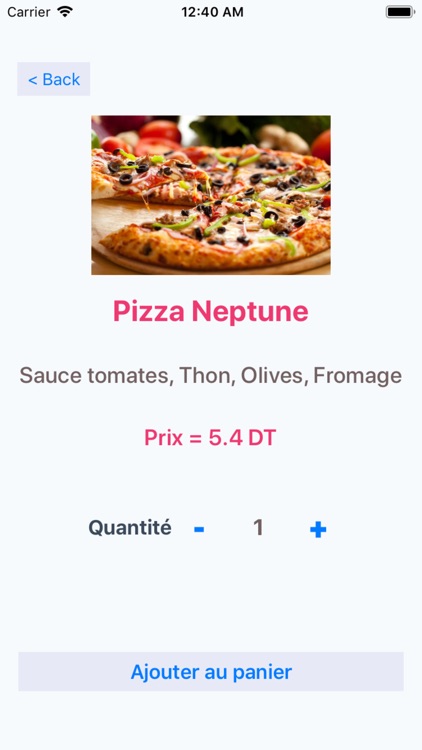 Carrier 12:40 AM
< Back
Pizza Neptune
Sauce tomates, Thon, Olives, Fromage
Prix = 5.4 DT
Quantité - 1 +
Ajouter au panier